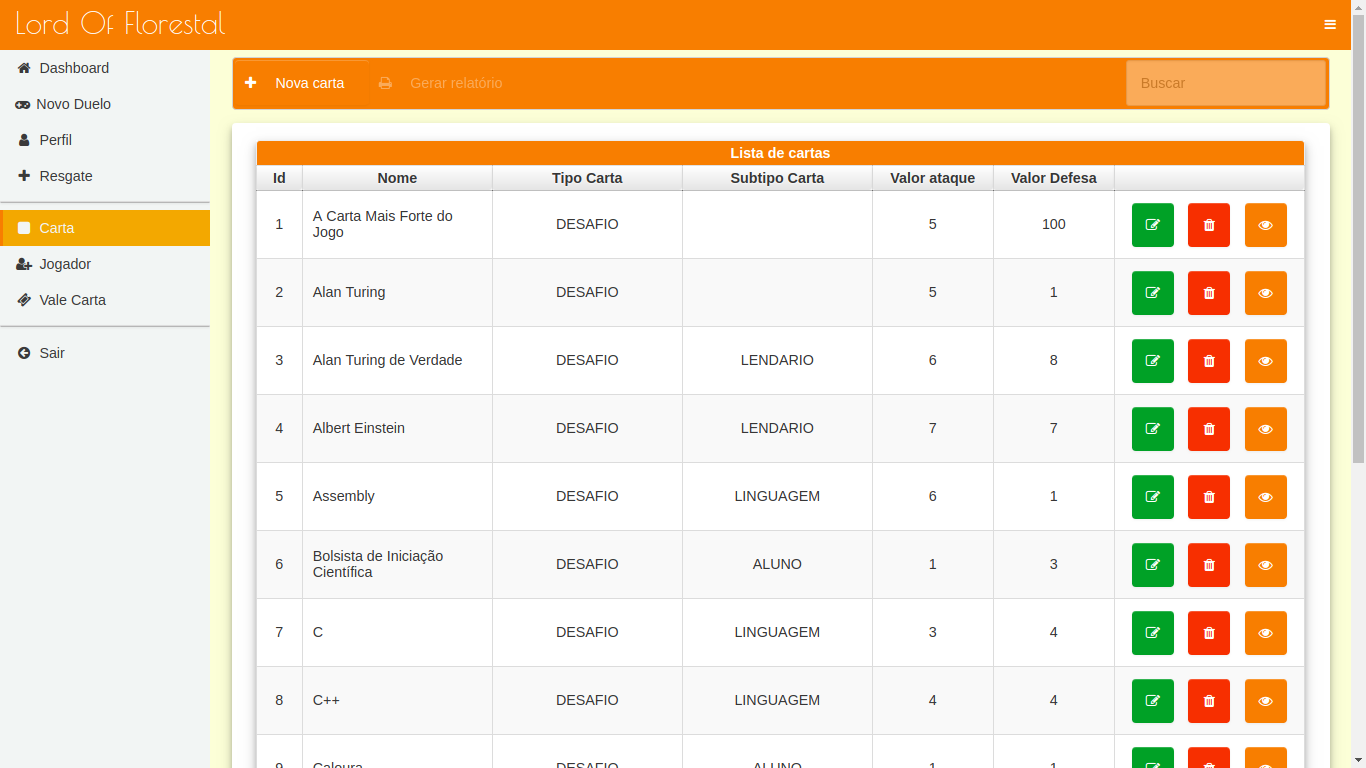 Lord Of Florestal
Dashboard
Novo Duelo
Perfil
Resgate
Carta
Jogador
Vale Carta
Sair
Nova carta Gerar relatório Buscar
Lista de cartas
Id Nome Tipo Carta Subtipo Carta Valor ataque Valor Defesa
1 A Carta Mais Forte do Jogo DESAFIO 5 100
2 Alan Turing DESAFIO 5 1
3 Alan Turing de Verdade DESAFIO LENDARIO 6 8
4 Albert Einstein DESAFIO LENDARIO 7 7
5 Assembly DESAFIO LINGUAGEM 6 1
6 Bolsista de Iniciação Científica DESAFIO ALUNO 1 3
7 C DESAFIO LINGUAGEM 3 4
8 C++ DESAFIO LINGUAGEM 4 4
9 Caloura DESAFIO ALUNO 1 1